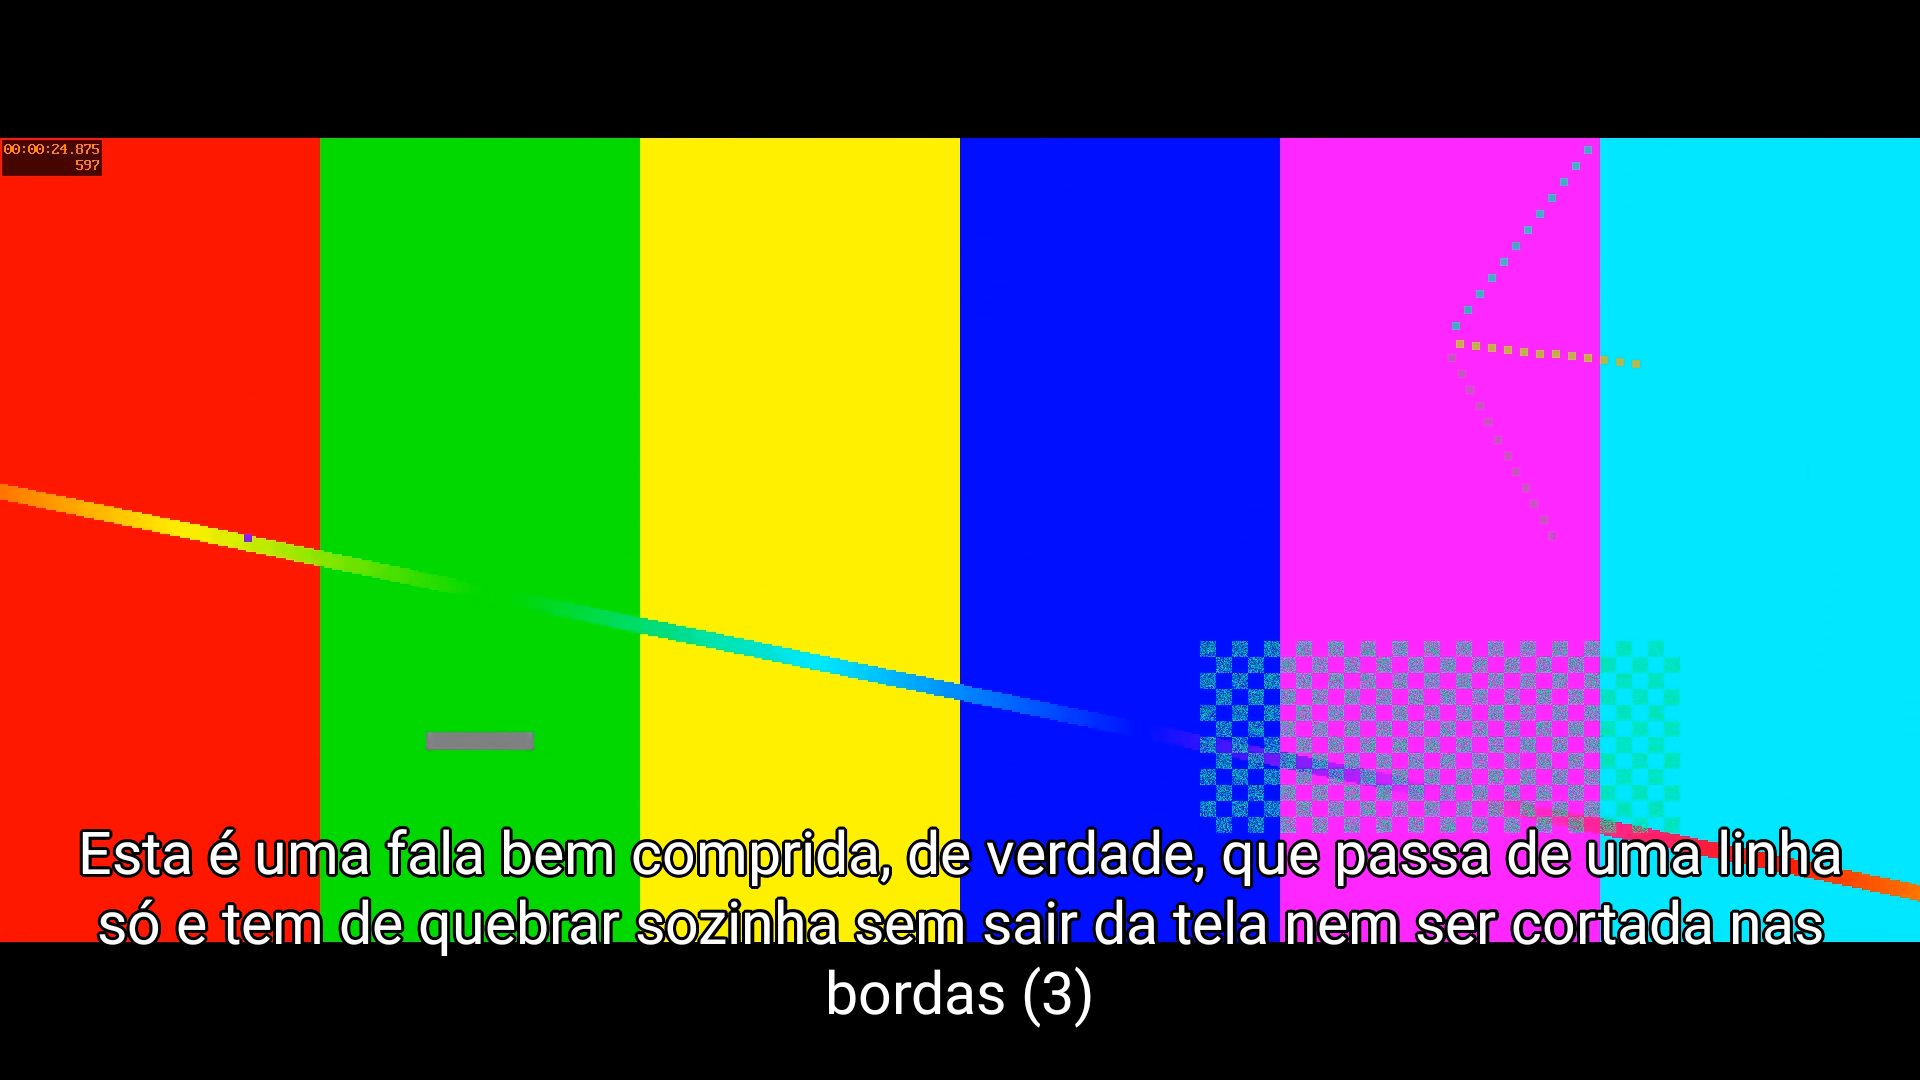 00:00:24.875
597
Esta é uma fala bem comprida, de verdade, que passa de uma linha
só e tem de quebrar sozinha sem sair da tela nem ser cortada nas
bordas (3)